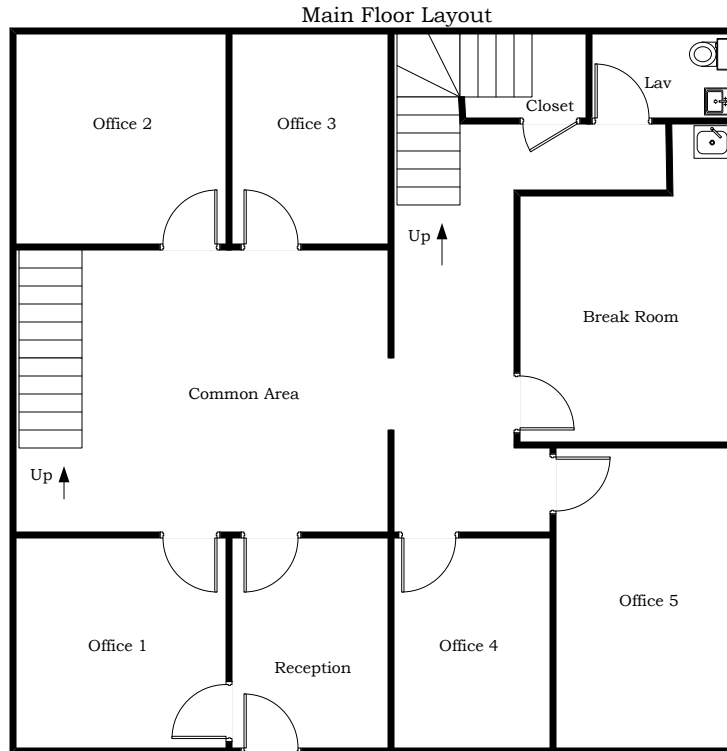 Main Floor Layout
Lav
Closet
Office 2
Office 3
Up
Break Room
Common Area
Up
Office 5
Office 1
Office 4
Reception